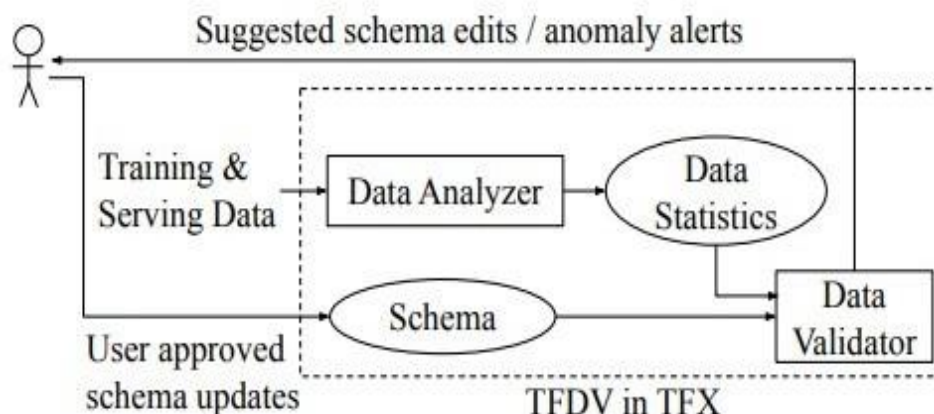 Suggested schema edits / anomaly alerts
Training &
Serving Data
Data Analyzer
Data
Statistics
Schema
Data
Validator
User approved
schema updates
TFDV in TFX